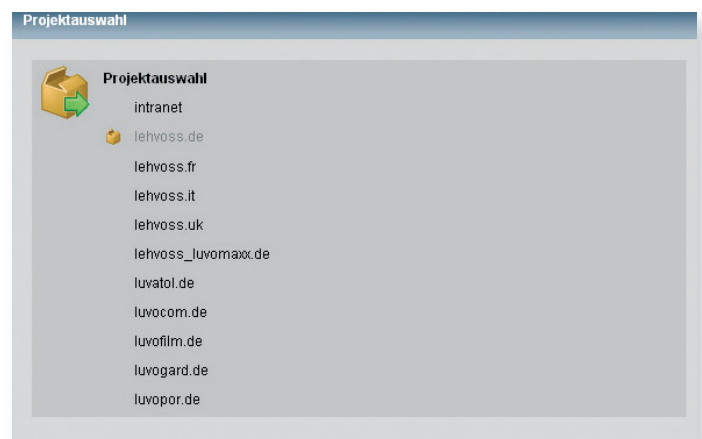 Projektauswahl
Projektauswahl
intranet
lehvoss.de
lehvoss.fr
lehvoss.it
lehvoss.uk
lehvoss_luvomaxx.de
luvatol.de
luvocom.de
luvofilm.de
luvogard.de
luvopor.de